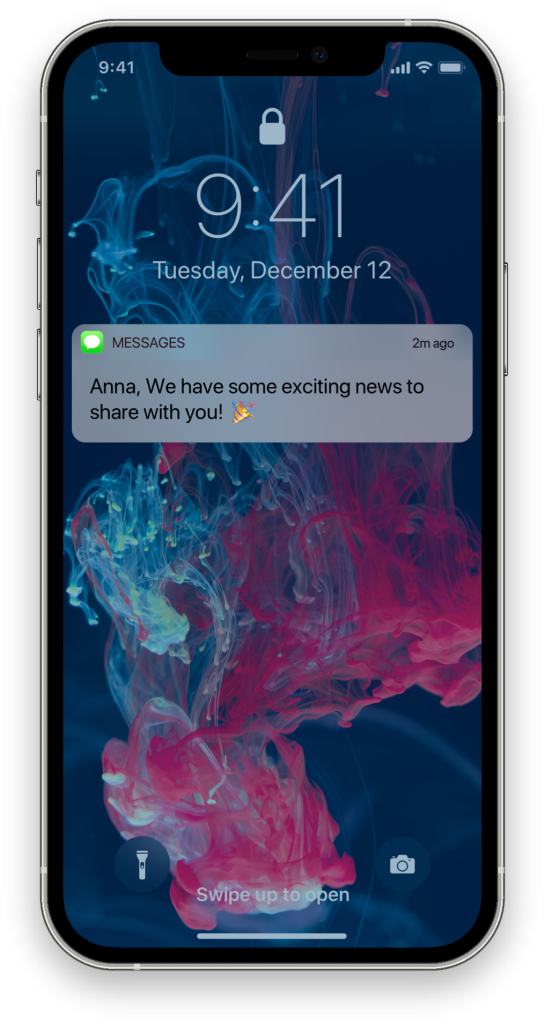 9:41
9:41
Tuesday, December 12
MESSAGES 2m ago
Anna, We have some exciting news to
share with you! 🎉
Swipe up to open